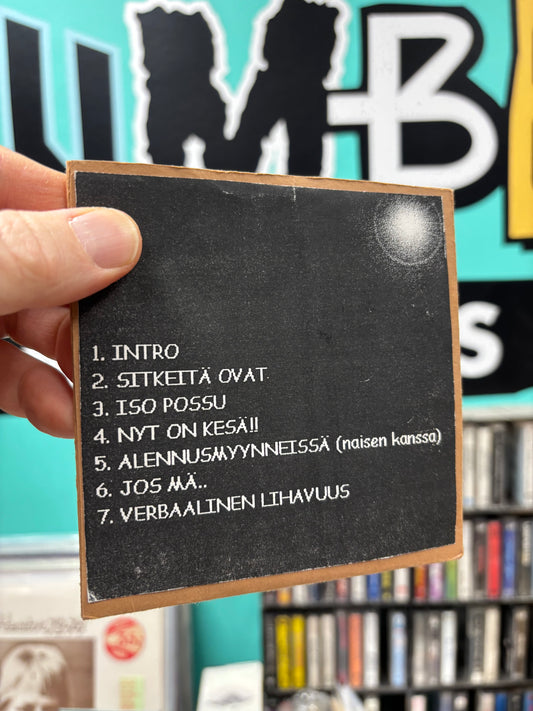 UMB
S
1. INTRO
2. SITKEITÄ OVAT
3. ISO POSSU
4. NYT ON KESÄ!!
5. ALENNUSMYYNNEISSÄ (naisen kanssa)
6. JOS MÄ..
7. VERBAALINEN LIHAVUUS